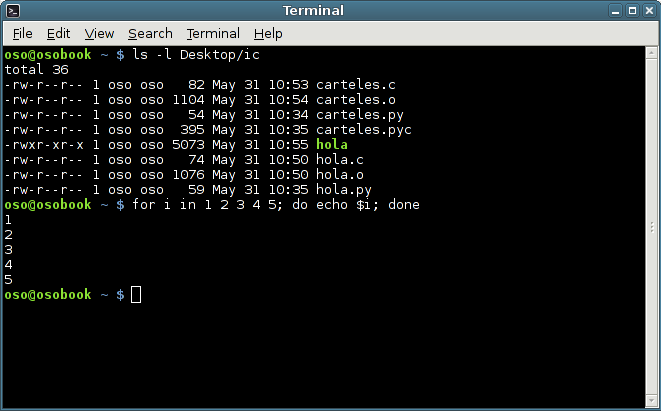 Terminal
File Edit View Search Terminal Help
oso@osobook ~ $ ls -l Desktop/ic
total 36
-rw-r--r-- 1 oso oso   82 May 31 10:53 carteles.c
-rw-r--r-- 1 oso oso 1104 May 31 10:54 carteles.o
-rw-r--r-- 1 oso oso   54 May 31 10:34 carteles.py
-rw-r--r-- 1 oso oso  395 May 31 10:35 carteles.pyc
-rwxr-xr-x 1 oso oso 5073 May 31 10:55 hola
-rw-r--r-- 1 oso oso   74 May 31 10:50 hola.c
-rw-r--r-- 1 oso oso 1076 May 31 10:50 hola.o
-rw-r--r-- 1 oso oso   59 May 31 10:35 hola.py
oso@osobook ~ $ for i in 1 2 3 4 5; do echo $i; done
1
2
3
4
5
oso@osobook ~ $